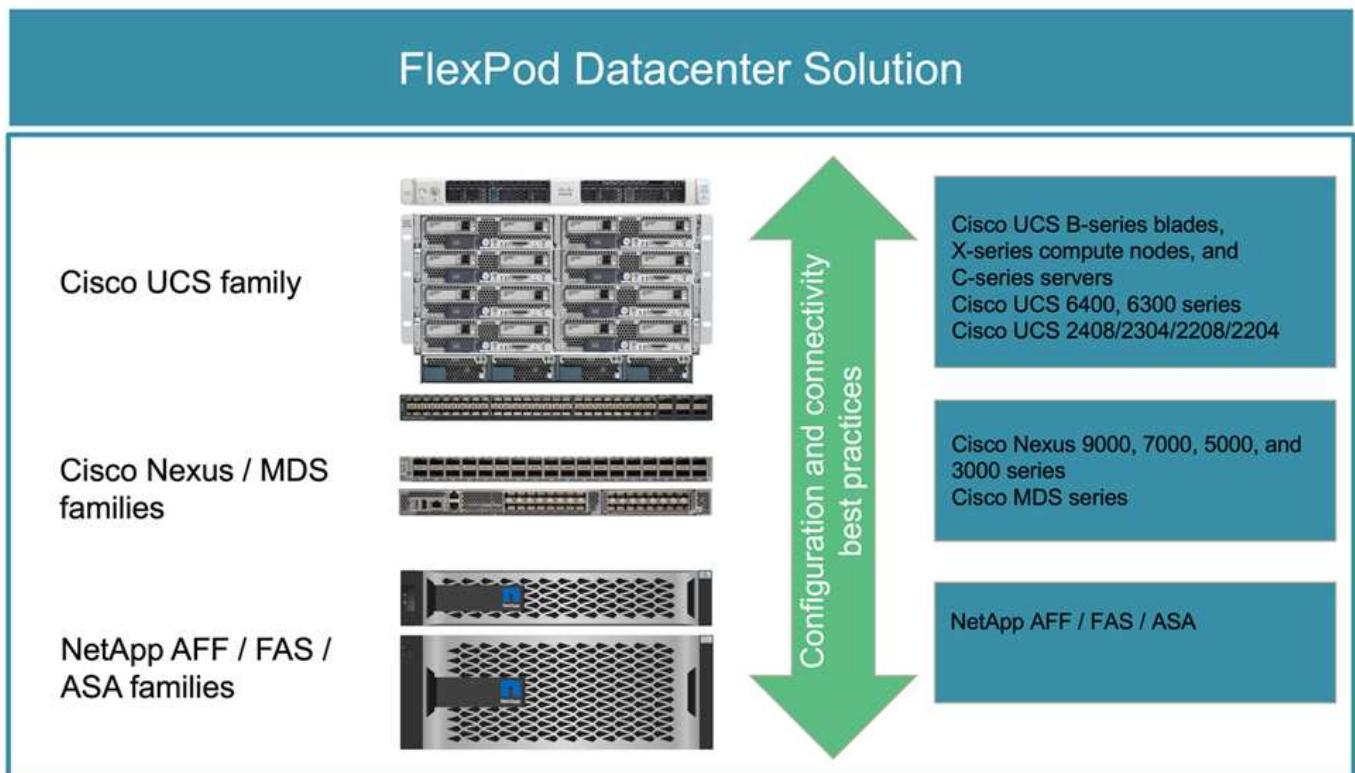 FlexPod Datacenter Solution
Cisco UCS family
Cisco UCS B-series blades,
X-series compute nodes, and
C-series servers
Cisco UCS 6400, 6300 series
Cisco UCS 2408/2304/2208/2204
Configuration and connectivity
best practices
Cisco Nexus / MDS
families
Cisco Nexus 9000, 7000, 5000, and
3000 series
Cisco MDS series
NetApp AFF / FAS /
ASA families
NetApp
NetApp
NetApp AFF / FAS / ASA